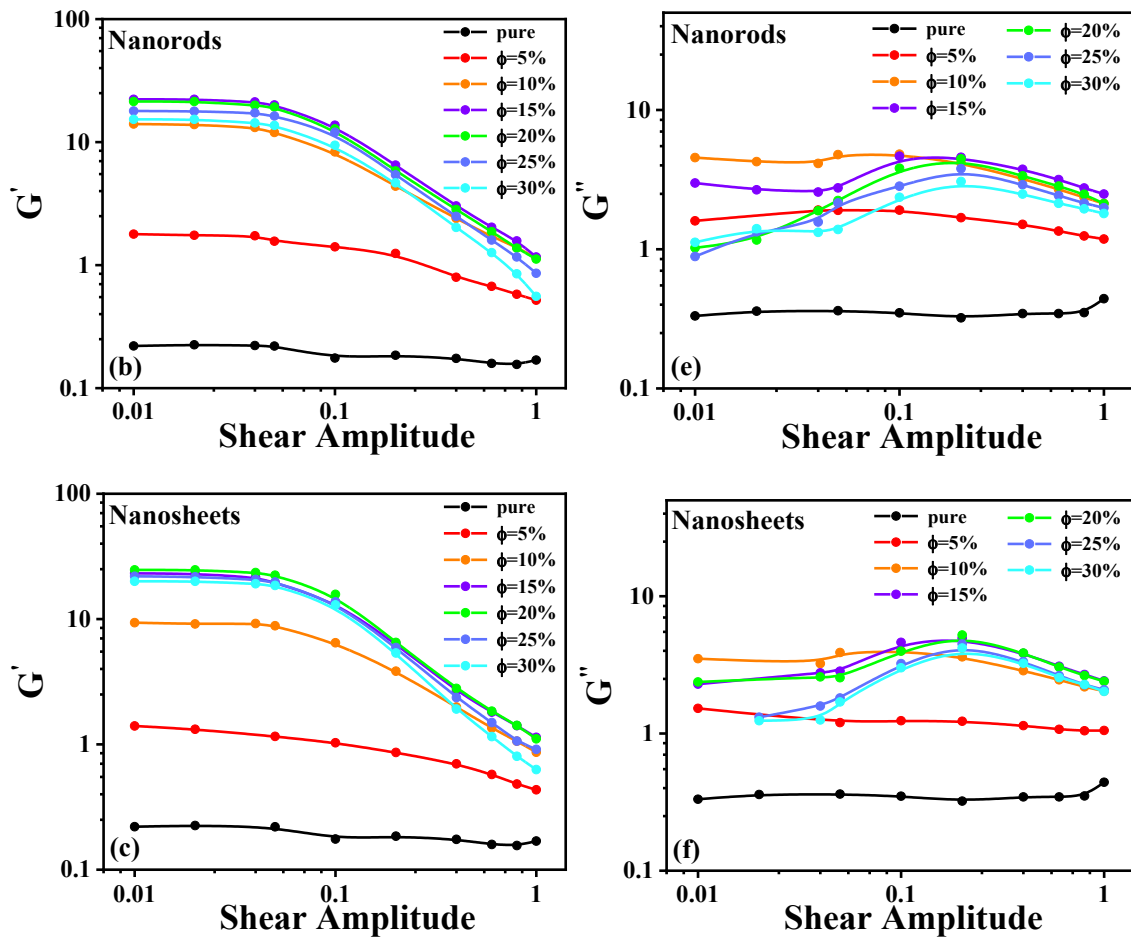 Nanorods
pure
ϕ=5%
ϕ=10%
ϕ=15%
ϕ=20%
ϕ=25%
ϕ=30%
100
10
1
0.1
G'
(b)
0.01
0.1
1
Shear Amplitude
Nanorods
pure
ϕ=5%
ϕ=10%
ϕ=15%
ϕ=20%
ϕ=25%
ϕ=30%
10
1
0.1
G''
(e)
0.01
0.1
1
Shear Amplitude
Nanosheets
pure
ϕ=5%
ϕ=10%
ϕ=15%
ϕ=20%
ϕ=25%
ϕ=30%
100
10
1
0.1
G'
(c)
0.01
0.1
1
Shear Amplitude
Nanosheets
pure
ϕ=5%
ϕ=10%
ϕ=15%
ϕ=20%
ϕ=25%
ϕ=30%
10
1
0.1
G''
(f)
0.01
0.1
1
Shear Amplitude